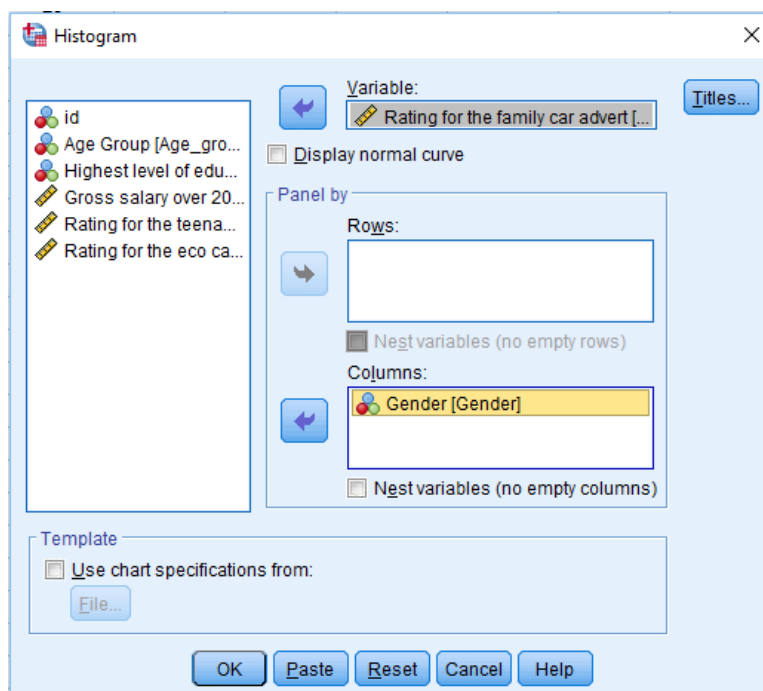 Histogram
Variable:
Titles...
id
Rating for the family car advert [...
Age Group [Age_gro...
Display normal curve
Highest level of edu...
Gross salary over 20...
Panel by
Rating for the teena...
Rows:
Rating for the eco ca...
Nest variables (no empty rows)
Columns:
Gender [Gender]
Nest variables (no empty columns)
Template
Use chart specifications from:
File...
OK
Paste
Reset
Cancel
Help